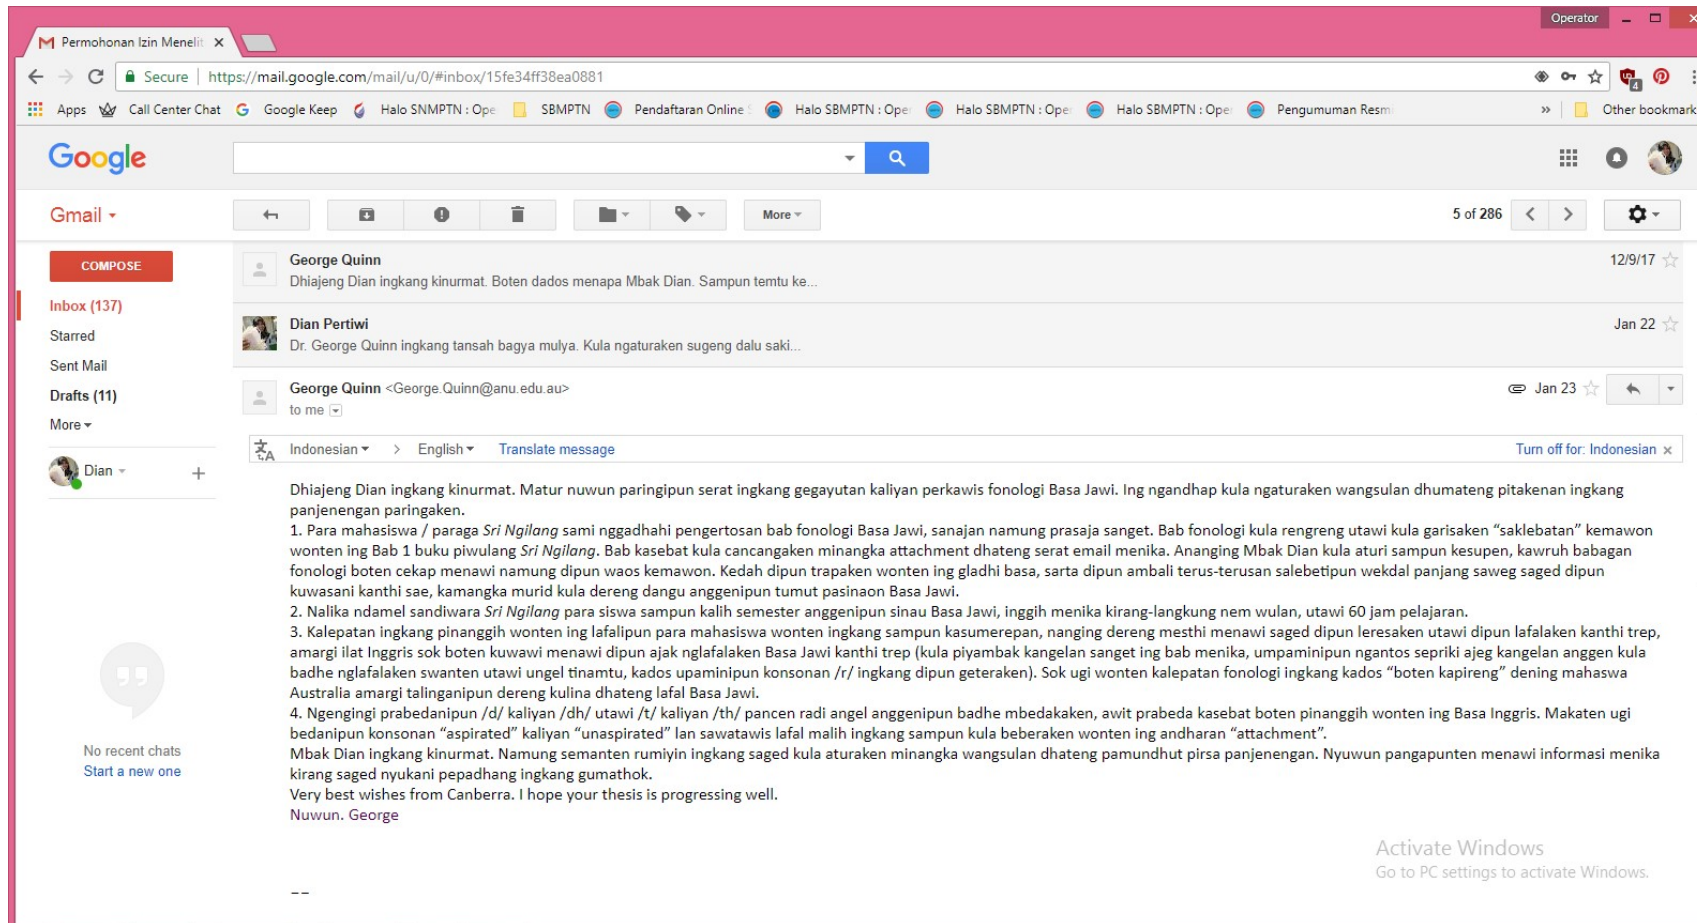 Operator
Permohonan Izin Menelit
Secure | https://mail.google.com/mail/u/0/#inbox/15fe34ff38ea0881
4
Apps Call Center Chat Google Keep Halo SNMPTN : Ope SBMPTN Pendaftaran Online S Halo SBMPTN : Ope Halo SBMPTN : Ope Halo SBMPTN : Ope Pengumuman Resmi » Other bookmark
Google
Gmail More 5 of 286
COMPOSE
Inbox (137)
Starred
Sent Mail
Drafts (11)
More
Dian +
No recent chats
Start a new one
George Quinn 12/9/17
Dhiajeng Dian ingkang kinurmat. Boten dados menapa Mbak Dian. Sampun temtu ke...
Dian Pertiwi Jan 22
Dr. George Quinn ingkang tansah bagya mulya. Kula ngaturaken sugeng dalu saki...
George Quinn <George.Quinn@anu.edu.au> Jan 23
to me
Indonesian > English Translate message Turn off for: Indonesian x
Dhiajeng Dian ingkang kinurmat. Matur nuwun paringipun serat ingkang gegayutan kaliyan perkawis fonologi Basa Jawi. Ing ngandhap kula ngaturaken wangsulan dhumateng pitakenan ingkang
panjenengan paringaken.
1. Para mahasiswa / paraga Sri Ngilang sami nggadhahi pengertosan bab fonologi Basa Jawi, sanajan namung prasaja sanget. Bab fonologi kula rengreng utawi kula garisaken “saklebatan” kemawon
wonten ing Bab 1 buku piwulang Sri Ngilang. Bab kasebat kula cancangaken minangka attachment dhateng serat email menika. Ananging Mbak Dian kula aturi sampun kesupen, kawruh babagan
fonologi boten cekap menawi namung dipun waos kemawon. Kedah dipun trapaken wonten ing gladhi basa, sarta dipun ambali terus-terusan salebetipun wekdal panjang saweg saged dipun
kuwasani kanthi sae, kamangka murid kula dereng dangu anggenipun tumut pasinaon Basa Jawi.
2. Nalika ndamel sandiwara Sri Ngilang para siswa sampun kalih semester anggenipun sinau Basa Jawi, inggih menika kirang-langkung nem wulan, utawi 60 jam pelajaran.
3. Kalepatan ingkang pinanggih wonten ing lafalipun para mahasiswa wonten ingkang sampun kasumerepan, nanging dereng mesthi menawi saged dipun leresaken utawi dipun lafalaken kanthi trep,
amargi ilat Inggris sok boten kuwawi menawi dipun ajak nglafalaken Basa Jawi kanthi trep (kula piyambak kangelan sanget ing bab menika, umpaminipun ngantos sepriki ajeg kangelan anggen kula
badhe nglafalaken swanten utawi ungel tinamtu, kados upaminipun konsonan /r/ ingkang dipun geteraken). Sok ugi wonten kalepatan fonologi ingkang kados “boten kapireng” dening mahaswa
Australia amargi talinganipun dereng kulina dhateng lafal Basa Jawi.
4. Ngengingi prabedanipun /d/ kaliyan /dh/ utawi /t/ kaliyan /th/ pancen radi angel anggenipun badhe mbedakaken, awit prabeda kasebat boten pinanggih wonten ing Basa Inggris. Makaten ugi
bedanipun konsonan “aspirated” kaliyan “unaspirated” lan sawatawis lafal malih ingkang sampun kula beberaken wonten ing andharan “attachment”.
Mbak Dian ingkang kinurmat. Namung semanten rumiyin ingkang saged kula aturaken minangka wangsulan dhateng pamundhut pirsa panjenengan. Nyuwun pangapunten menawi informasi menika
kirang saged nyukani pepadhang ingkang gumathok.
Very best wishes from Canberra. I hope your thesis is progressing well.
Nuwun. George
--
Activate Windows
Go to PC settings to activate Windows.